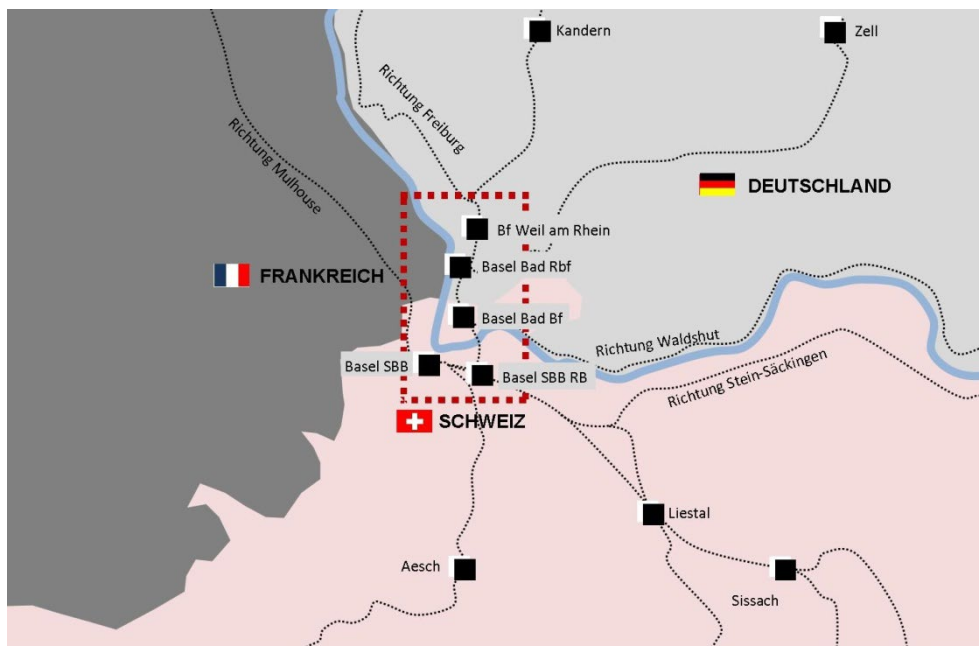 Kandern
Zell
Richtung Freiburg
Richtung Mulhouse
DEUTSCHLAND
Bf Weil am Rhein
FRANKREICH
Basel Bad Rbf
Basel Bad Bf
Richtung Waldshut
Basel SBB
Basel SBB RB
Richtung Stein-Säckingen
SCHWEIZ
Liestal
Aesch
Sissach